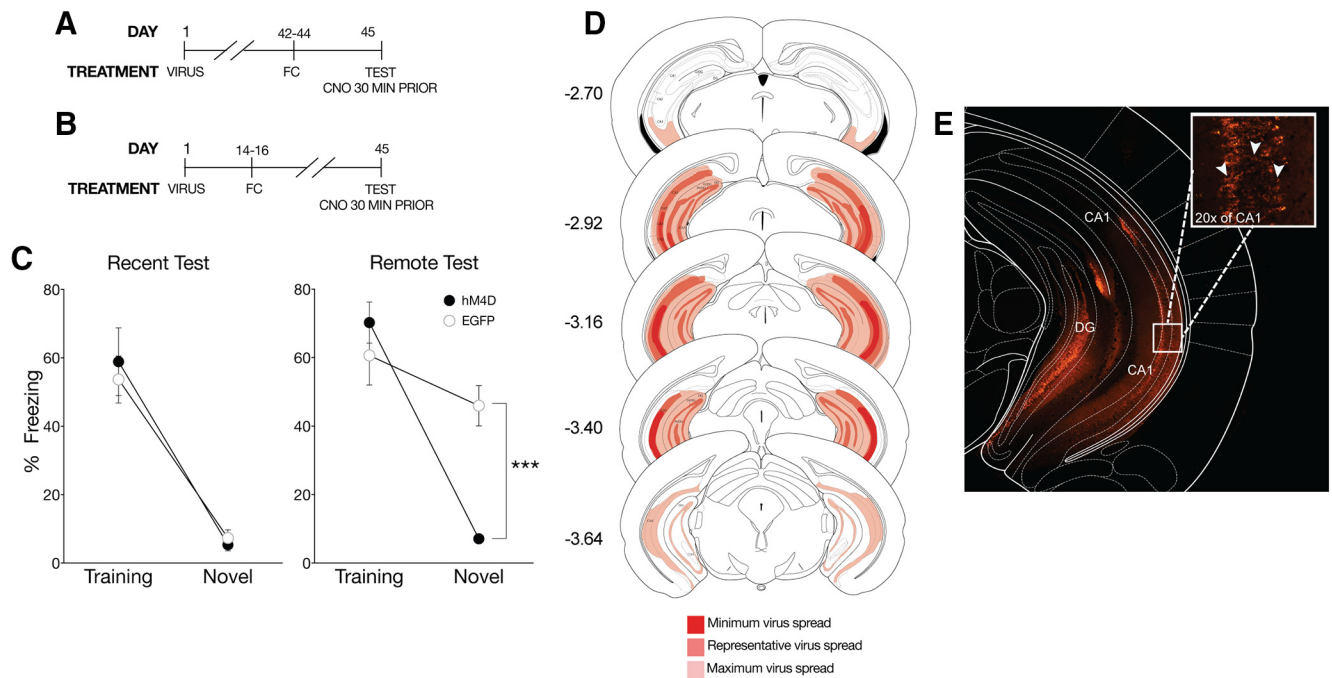 A
DAY
1
42-44
45
TREATMENT
VIRUS
FC
TEST
CNO 30 MIN PRIOR
B
DAY
1
14-16
45
TREATMENT
VIRUS
FC
TEST
CNO 30 MIN PRIOR
C
Recent Test
Remote Test
hM4D
EGFP
% Freezing
80
60
40
20
0
80
60
40
20
0
***
Training
Novel
Training
Novel
D
-2.70
-2.92
-3.16
-3.40
-3.64
Minimum virus spread
Representative virus spread
Maximum virus spread
E
20x of CA1
CA1
DG
CA1